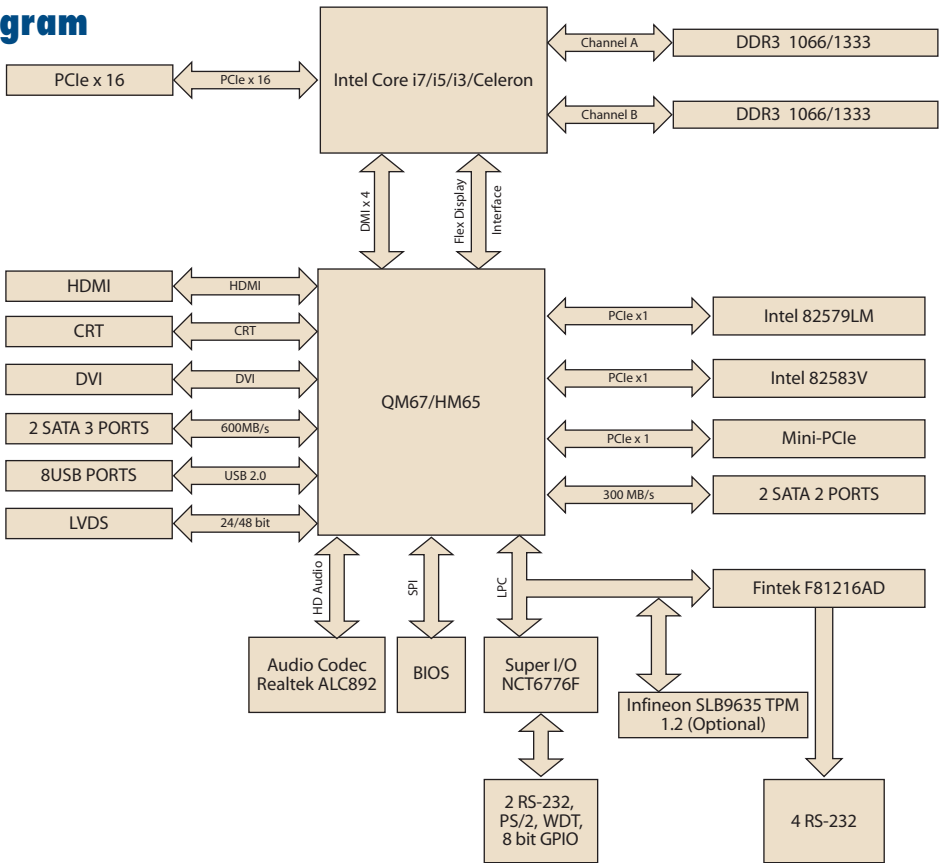 gram
PCIe x 16
PCIe x 16
Intel Core i7/i5/i3/Celeron
Channel A
DDR3 1066/1333
Channel B
DDR3 1066/1333
DMI x 4
Flex Display
Interface
HDMI
HDMI
CRT
CRT
DVI
DVI
2 SATA 3 PORTS
600MB/s
8USB PORTS
USB 2.0
LVDS
24/48 bit
QM67/HM65
PCIe x1
Intel 82579LM
PCIe x1
Intel 82583V
PCIe x 1
Mini-PCIe
300 MB/s
2 SATA 2 PORTS
HD Audio
SPI
LPC
Fintek F81216AD
Audio Codec
Realtek ALC892
BIOS
Super I/O
NCT6776F
Infineon SLB9635 TPM
1.2 (Optional)
2 RS-232,
PS/2, WDT,
8 bit GPIO
4 RS-232